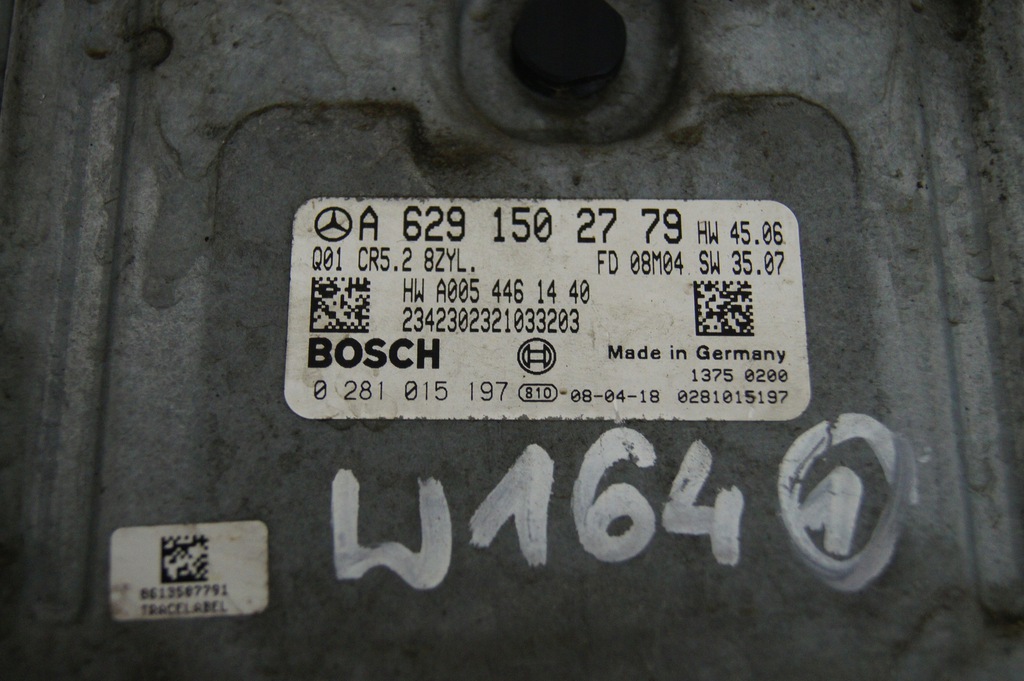 A 629 150 27 79 HW 45.06
Q01 CR5.2 8ZYL. FD 08M04 SW 35.07
HW A005 446 14 40
2342302321033203
BOSCH Made in Germany
1375 0200
0 281 015 197 810 08-04-18 0281015197
W164 1
8613587791
TRACELABEL